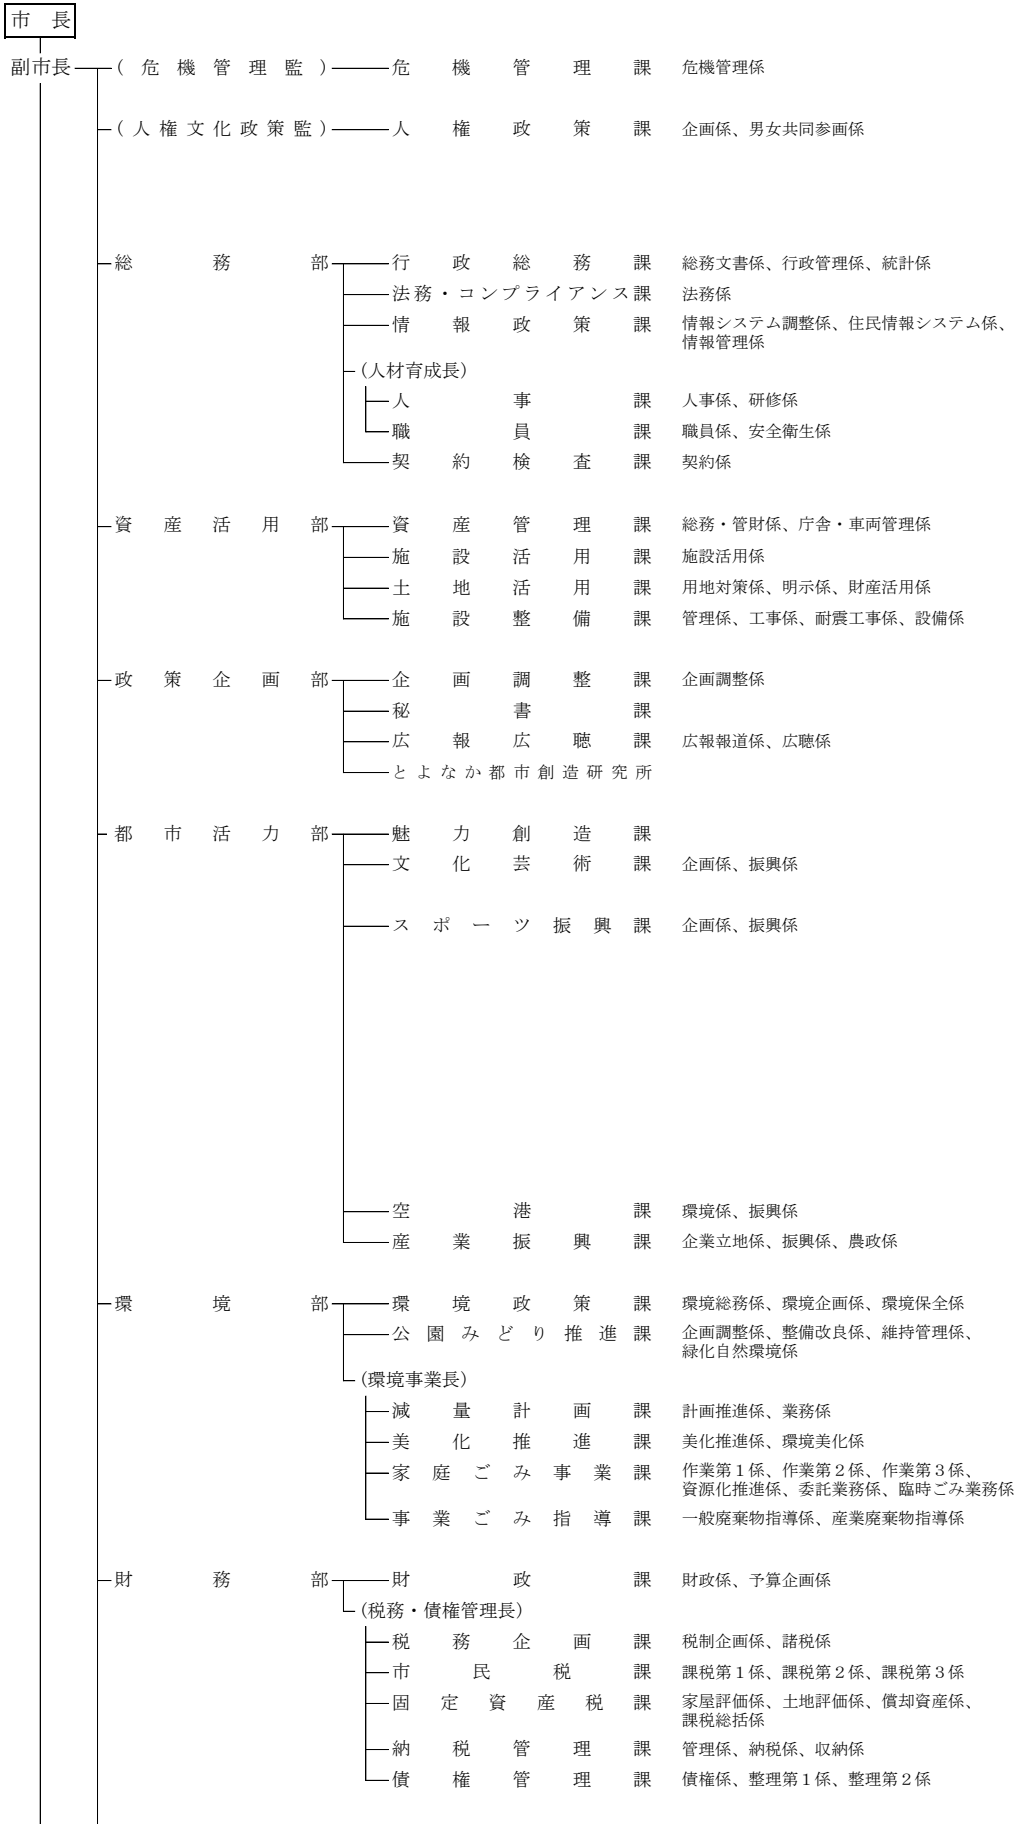 市長
副市長 (危機管理監) 危機管理課 危機管理係
(人権文化政策監) 人権政策課 企画係、男女共同参画係
総務部 行政総務課 総務文書係、行政管理係、統計係
法務・コンプライアンス課 法務係
情報政策課 情報システム調整係、住民情報システム係、
情報管理係
(人材育成長)
人事課 人事係、研修係
職員課 職員係、安全衛生係
契約検査課 契約係
資産活用部 資産管理課 総務・管財係、庁舎・車両管理係
施設活用課 施設活用係
土地活用課 用地対策係、明示係、財産活用係
施設整備課 管理係、工事係、耐震工事係、設備係
政策企画部 企画調整課 企画調整係
秘書課
広報広聴課 広報報道係、広聴係
とよなか都市創造研究所
都市活力部 魅力創造課
文化芸術課 企画係、振興係
スポーツ振興課 企画係、振興係
空港課 環境係、振興係
産業振興課 企業立地係、振興係、農政係
環境部 環境政策課 環境総務係、環境企画係、環境保全係
公園みどり推進課 企画調整係、整備改良係、維持管理係、
緑化自然環境係
(環境事業長)
減量計画課 計画推進係、業務係
美化推進課 美化推進係、環境美化係
家庭ごみ事業課 作業第1係、作業第2係、作業第3係、
資源化推進係、委託業務係、臨時ごみ業務係
事業ごみ指導課 一般廃棄物指導係、産業廃棄物指導係
財務部 財政課 財政係、予算企画係
(税務・債権管理長)
税務企画課 税制企画係、諸税係
市民税課 課税第1係、課税第2係、課税第3係
固定資産税課 家屋評価係、土地評価係、償却資産係、
課税総括係
納税管理課 管理係、納税係、収納係
債権管理課 債権係、整理第1係、整理第2係